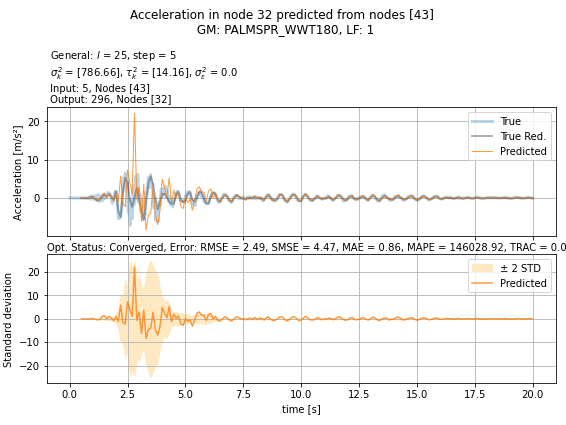 Acceleration in node 32 predicted from nodes [43]
GM: PALMSPR_WWT180, LF: 1
General: l = 25, step = 5
σ²ₖ = [786.66], τ²ₖ = [14.16], σ²ε = 0.0
Input: 5, Nodes [43]
Output: 296, Nodes [32]
Acceleration [m/s²]
20
10
0
True
True Red.
Predicted
Opt. Status: Converged, Error: RMSE = 2.49, SMSE = 4.47, MAE = 0.86, MAPE = 146028.92, TRAC = 0.0
Standard deviation
20
10
0
−10
−20
± 2 STD
Predicted
0.0 2.5 5.0 7.5 10.0 12.5 15.0 17.5 20.0
time [s]